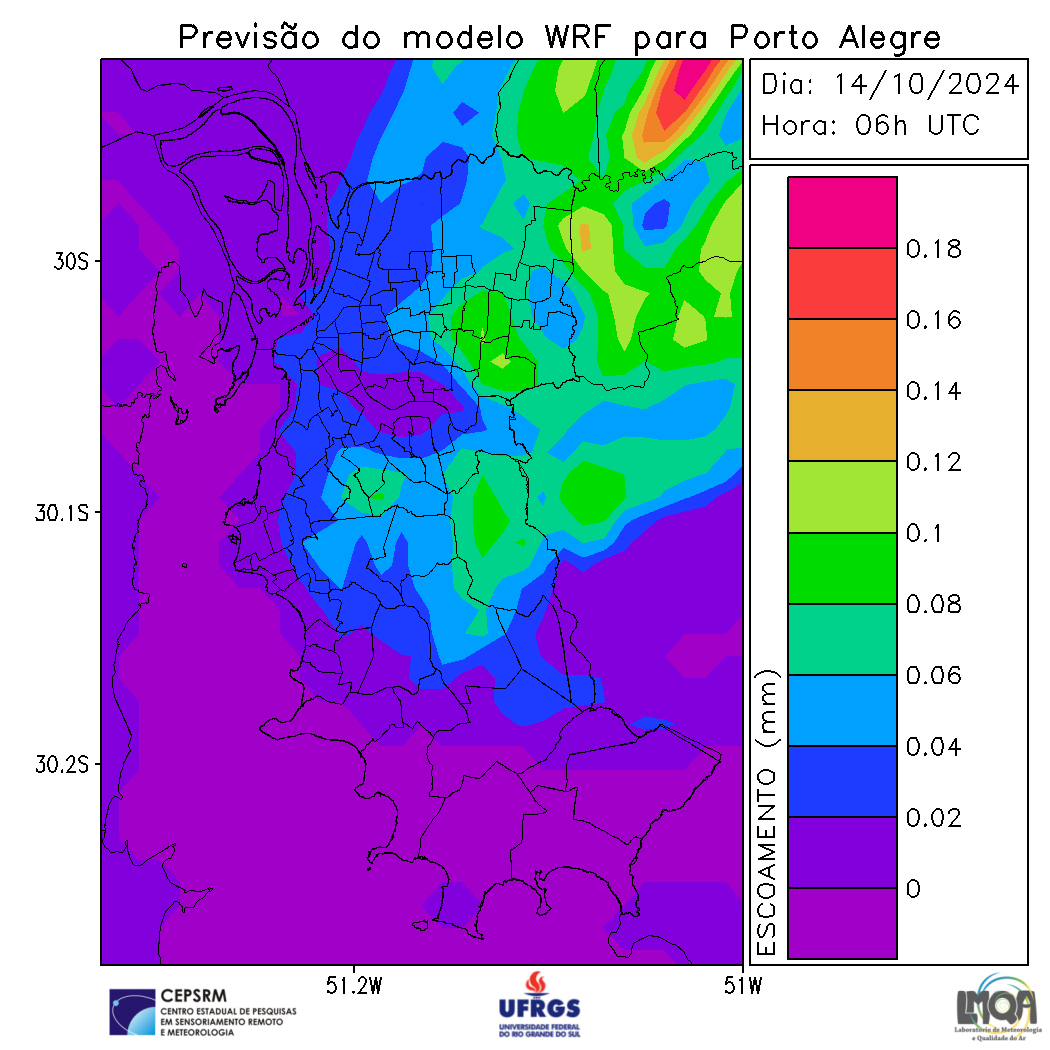 Previsão do modelo WRF para Porto Alegre
Dia: 14/10/2024
Hora: 06h UTC
30S
30.1S
30.2S
51.2W
51W
0.18
0.16
0.14
0.12
0.1
0.08
0.06
0.04
0.02
0
ESCOAMENTO (mm)
CEPSRM
CENTRO ESTADUAL DE PESQUISAS
EM SENSORIAMENTO REMOTO
E METEOROLOGIA
UFRGS
UNIVERSIDADE FEDERAL
DO RIO GRANDE DO SUL
LMQA
Laboratório de Meteorologia
e Qualidade do Ar